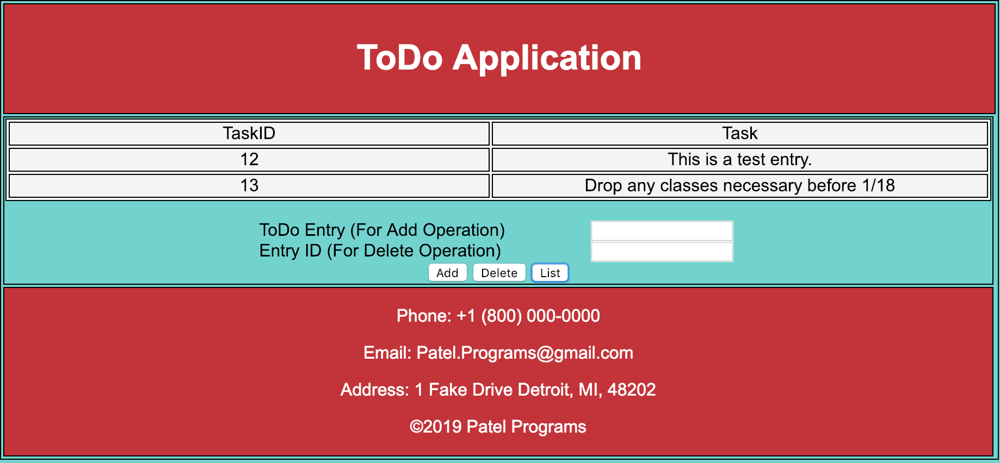 ToDo Application
TaskID Task
12 This is a test entry.
13 Drop any classes necessary before 1/18
ToDo Entry (For Add Operation)
Entry ID (For Delete Operation)
Add Delete List
Phone: +1 (800) 000-0000
Email: Patel.Programs@gmail.com
Address: 1 Fake Drive Detroit, MI, 48202
©2019 Patel Programs